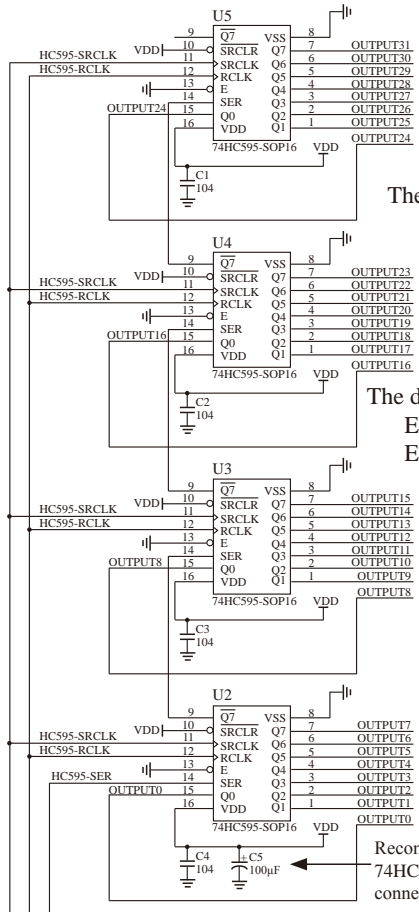 U5
9 Q7 VSS 8
VDD 10 SRCLR Q7 7 OUTPUT31
HC595-SRCLK 11 SRCLK Q6 6 OUTPUT30
HC595-RCLK 12 RCLK Q5 5 OUTPUT29
13 E Q4 4 OUTPUT28
14 SER Q3 3 OUTPUT27
OUTPUT24 15 Q0 Q2 2 OUTPUT26
16 VDD Q1 1 OUTPUT25
OUTPUT24
74HC595-SOP16 VDD
C1
104
The
U4
9 Q7 VSS 8
VDD 10 SRCLR Q7 7 OUTPUT23
HC595-SRCLK 11 SRCLK Q6 6 OUTPUT22
HC595-RCLK 12 RCLK Q5 5 OUTPUT21
13 E Q4 4 OUTPUT20
14 SER Q3 3 OUTPUT19
OUTPUT16 15 Q0 Q2 2 OUTPUT18
16 VDD Q1 1 OUTPUT17
OUTPUT16
74HC595-SOP16 VDD
C2
104
The d
E
E
U3
9 Q7 VSS 8
VDD 10 SRCLR Q7 7 OUTPUT15
HC595-SRCLK 11 SRCLK Q6 6 OUTPUT14
HC595-RCLK 12 RCLK Q5 5 OUTPUT13
13 E Q4 4 OUTPUT12
14 SER Q3 3 OUTPUT11
OUTPUT8 15 Q0 Q2 2 OUTPUT10
16 VDD Q1 1 OUTPUT9
OUTPUT8
74HC595-SOP16 VDD
C3
104
U2
9 Q7 VSS 8
VDD 10 SRCLR Q7 7 OUTPUT7
HC595-SRCLK 11 SRCLK Q6 6 OUTPUT6
HC595-RCLK 12 RCLK Q5 5 OUTPUT5
13 E Q4 4 OUTPUT4
HC595-SER 14 SER Q3 3 OUTPUT3
OUTPUT0 15 Q0 Q2 2 OUTPUT2
16 VDD Q1 1 OUTPUT1
OUTPUT0
74HC595-SOP16 VDD
C4
104
+ C5
100μF
Recon
74HC
conne